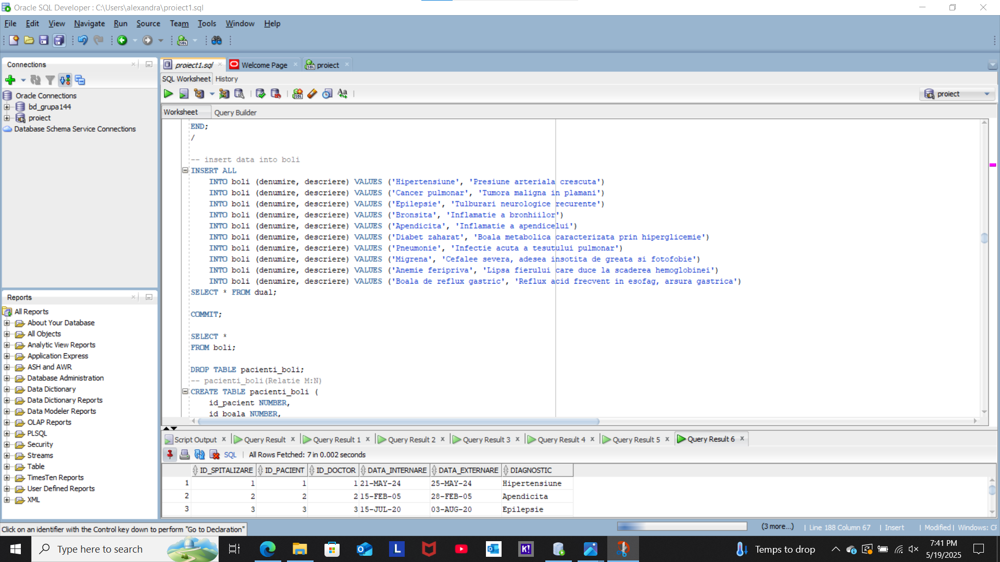 Oracle SQL Developer : C:\Users\alexandra\proiect1.sql
File Edit View Navigate Run Source Team Tools Window Help
Connections
Oracle Connections
bd_grupa144
proiect
Database Schema Service Connections
Reports
All Reports
About Your Database
All Objects
Analytic View Reports
Application Express
ASH and AWR
Database Administration
Data Dictionary
Data Dictionary Reports
Data Modeler Reports
OLAP Reports
PLSQL
Security
Streams
Table
TimesTen Reports
User Defined Reports
XML
proiect1.sql Welcome Page proiect
SQL Worksheet History
proiect
Worksheet Query Builder
END;
/
-- insert data into boli
INSERT ALL
INTO boli (denumire, descriere) VALUES ('Hipertensiune', 'Presiune arteriala crescuta')
INTO boli (denumire, descriere) VALUES ('Cancer pulmonar', 'Tumora maligna in plamani')
INTO boli (denumire, descriere) VALUES ('Epilepsie', 'Tulburari neurologice recurente')
INTO boli (denumire, descriere) VALUES ('Bronsita', 'Inflamatie a bronhiilor')
INTO boli (denumire, descriere) VALUES ('Apendicita', 'Inflamatie a apendicelui')
INTO boli (denumire, descriere) VALUES ('Diabet zaharat', 'Boala metabolica caracterizata prin hiperglicemie')
INTO boli (denumire, descriere) VALUES ('Pneumonie', 'Infectie acuta a tesutului pulmonar')
INTO boli (denumire, descriere) VALUES ('Migrena', 'Cefalee severa, adesea insotita de greata si fotofobie')
INTO boli (denumire, descriere) VALUES ('Anemie feripriva', 'Lipsa fierului care duce la scaderea hemoglobinei')
INTO boli (denumire, descriere) VALUES ('Boala de reflux gastric', 'Reflux acid frecvent in esofag, arsura gastrica')
SELECT * FROM dual;
COMMIT;
SELECT *
FROM boli;
DROP TABLE pacienti_boli;
-- pacienti_boli(Relatie M:N)
CREATE TABLE pacienti_boli (
id_pacient NUMBER,
id_boala NUMBER,
Script Output Query Result Query Result 1 Query Result 2 Query Result 3 Query Result 4 Query Result 5 Query Result 6
SQL All Rows Fetched: 7 in 0.002 seconds
ID_SPITALIZARE ID_PACIENT ID_DOCTOR DATA_INTERNARE DATA_EXTERNARE DIAGNOSTIC
1 1 1 1 21-MAY-24 25-MAY-24 Hipertensiune
2 2 2 2 15-FEB-05 28-FEB-05 Apendicita
3 3 3 3 15-JUL-20 03-AUG-20 Epilepsie
Click on an identifier with the Control key down to perform "Go to Declaration"
(3 more...) Line 188 Column 67 Insert Modified Windows:
Type here to search
Temps to drop
7:41 PM
5/19/2025